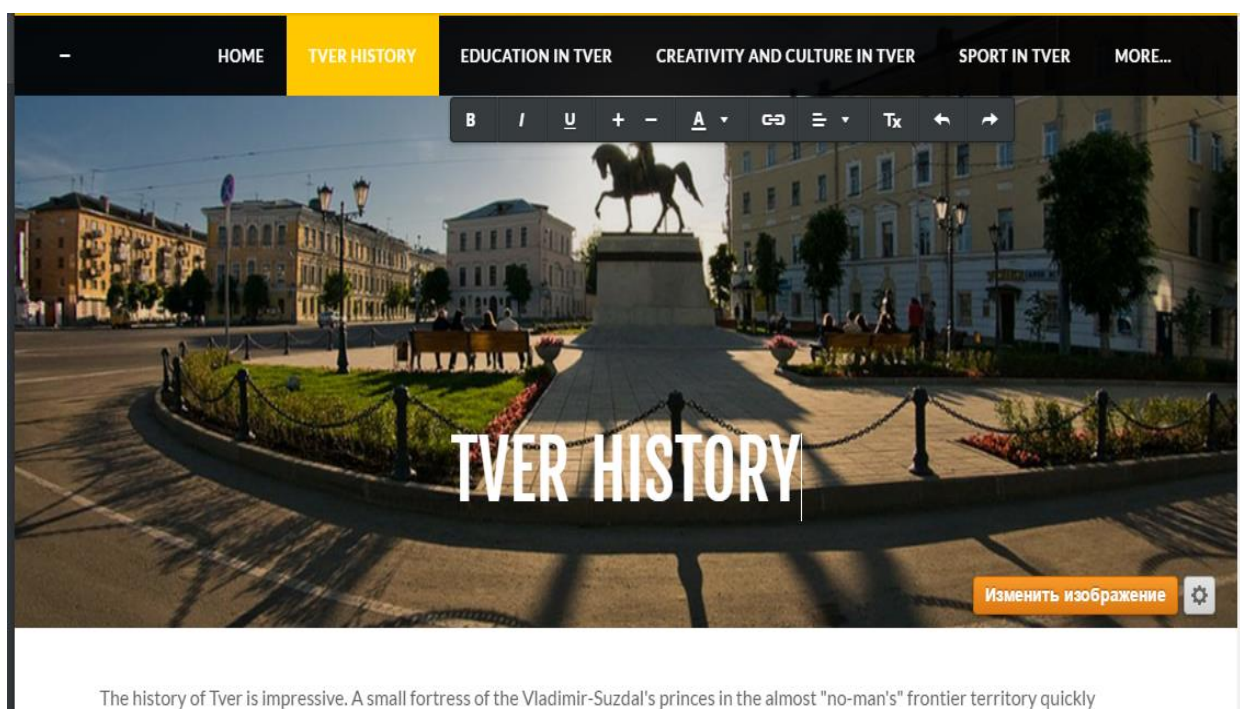 – HOME TVER HISTORY EDUCATION IN TVER CREATIVITY AND CULTURE IN TVER SPORT IN TVER MORE...
B I U + – A Tx
TVER HISTORY
Изменить изображение
The history of Tver is impressive. A small fortress of the Vladimir-Suzdal's princes in the almost "no-man's" frontier territory quickly